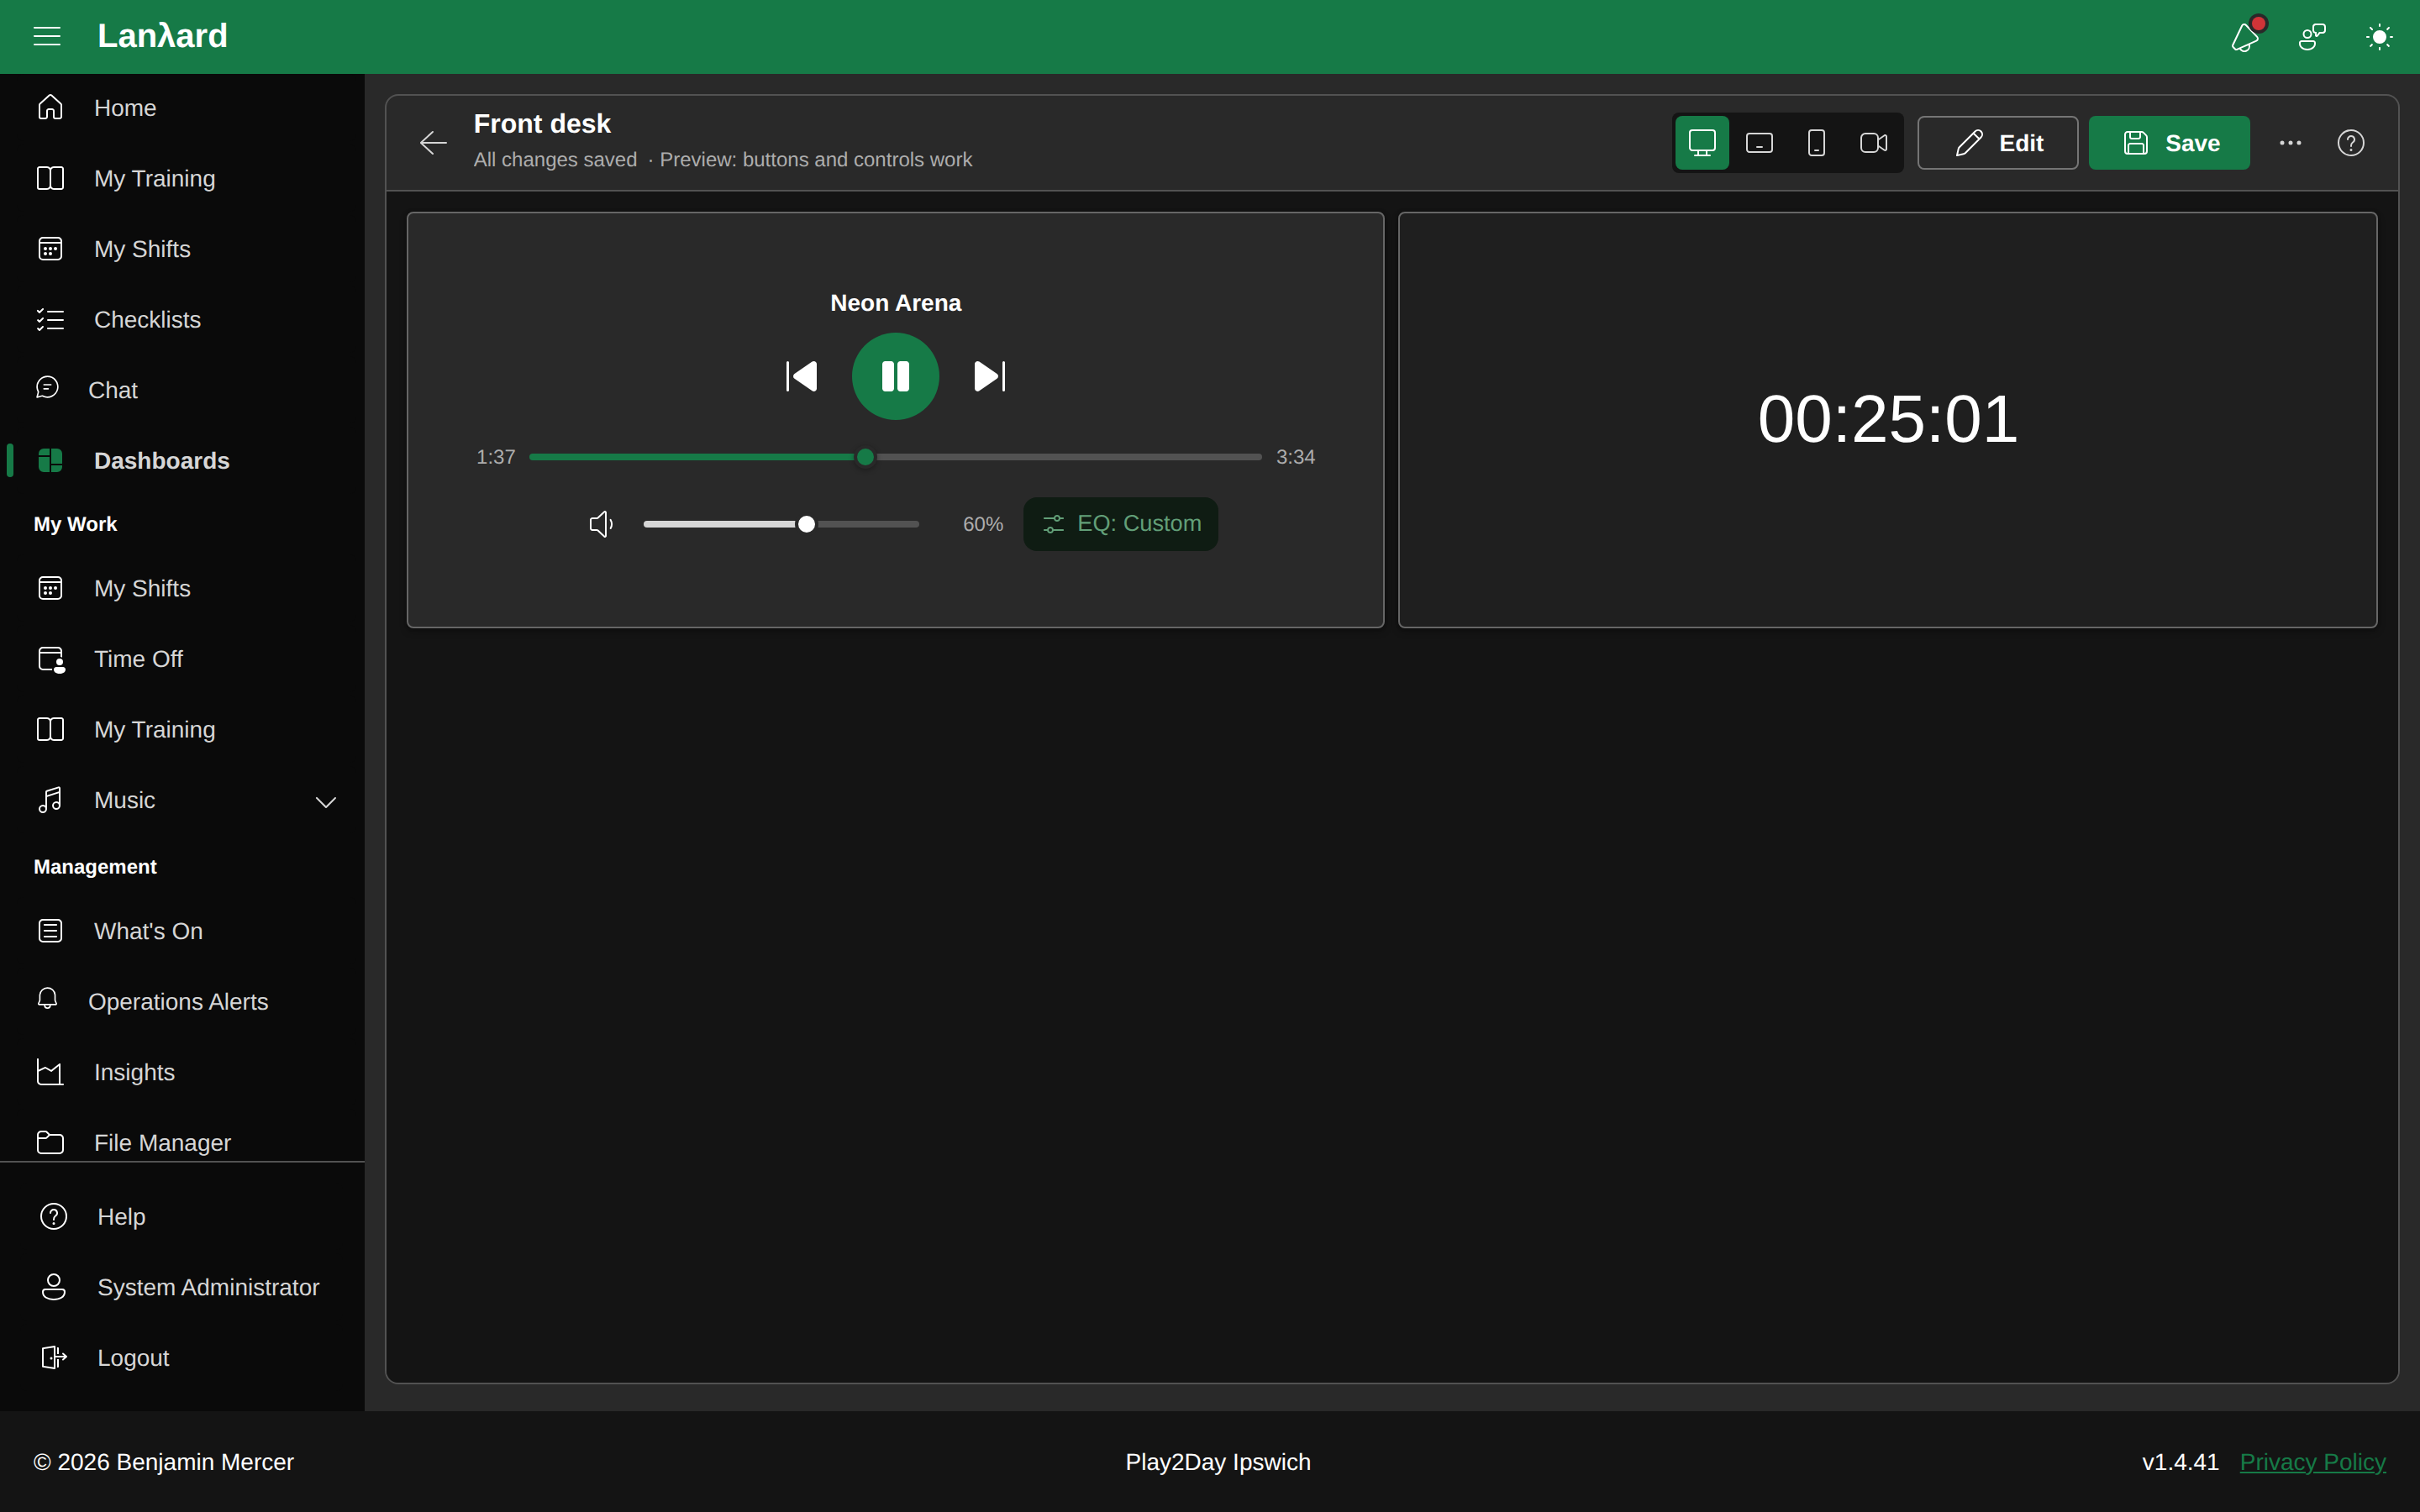 Lanλard
Home
My Training
My Shifts
Checklists
Chat
Dashboards
My Work
My Shifts
Time Off
My Training
Music
Management
What's On
Operations Alerts
Insights
File Manager
Help
System Administrator
Logout
Front desk
All changes saved · Preview: buttons and controls work
Edit
Save
Neon Arena
1:37
3:34
60%
EQ: Custom
00:25:01
© 2026 Benjamin Mercer
Play2Day Ipswich
v1.4.41 Privacy Policy